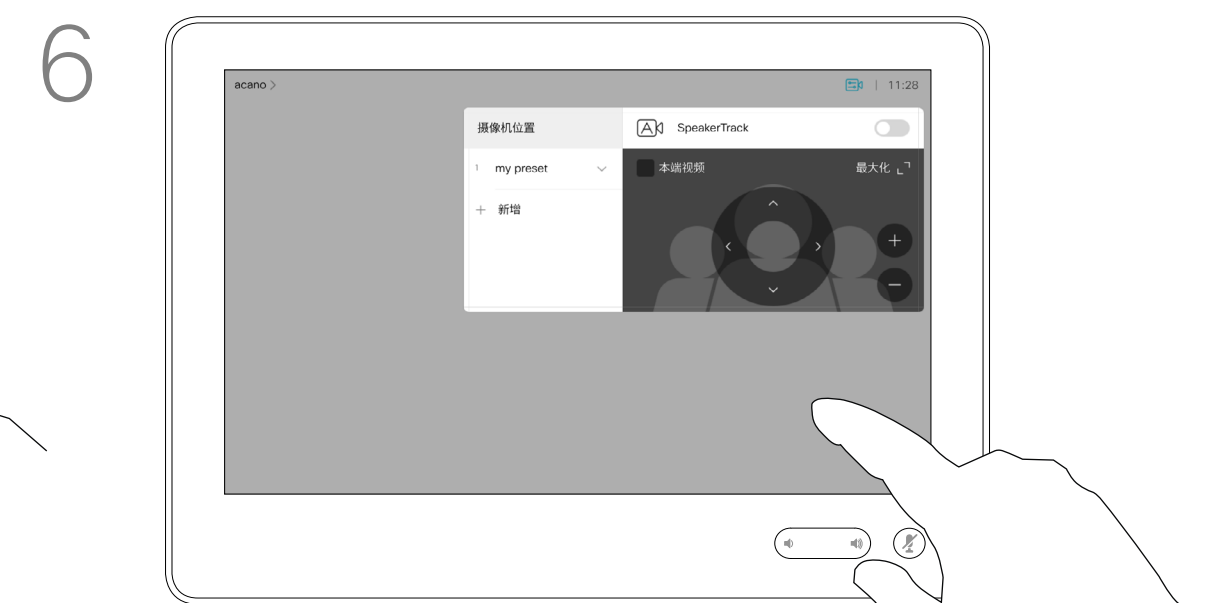 6
acano >
11:28
摄像机位置
SpeakerTrack
1 my preset
本端视频
最大化
+ 新增